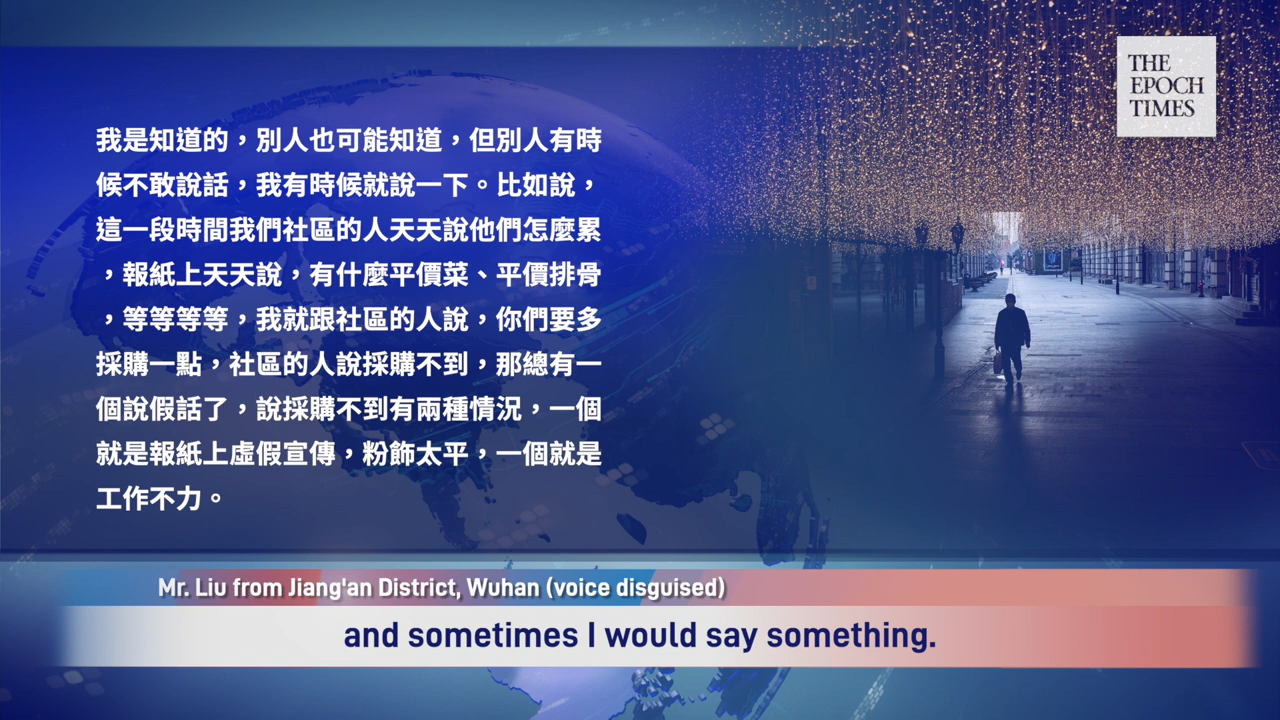 THE
EPOCH
TIMES
我是知道的，別人也可能知道，但別人有時
候不敢說話，我有時候就說一下。比如說，
這一段時間我們社區的人天天說他們怎麼累
，報紙上天天說，有什麼平價菜、平價排骨
，等等等等，我就跟社區的人說，你們要多
採購一點，社區的人說採購不到，那總有一
個說假話了，說採購不到有兩種情況，一個
就是報紙上虛假宣傳，粉飾太平，一個就是
工作不力。
Mr. Liu from Jiang'an District, Wuhan (voice disguised)
and sometimes I would say something.